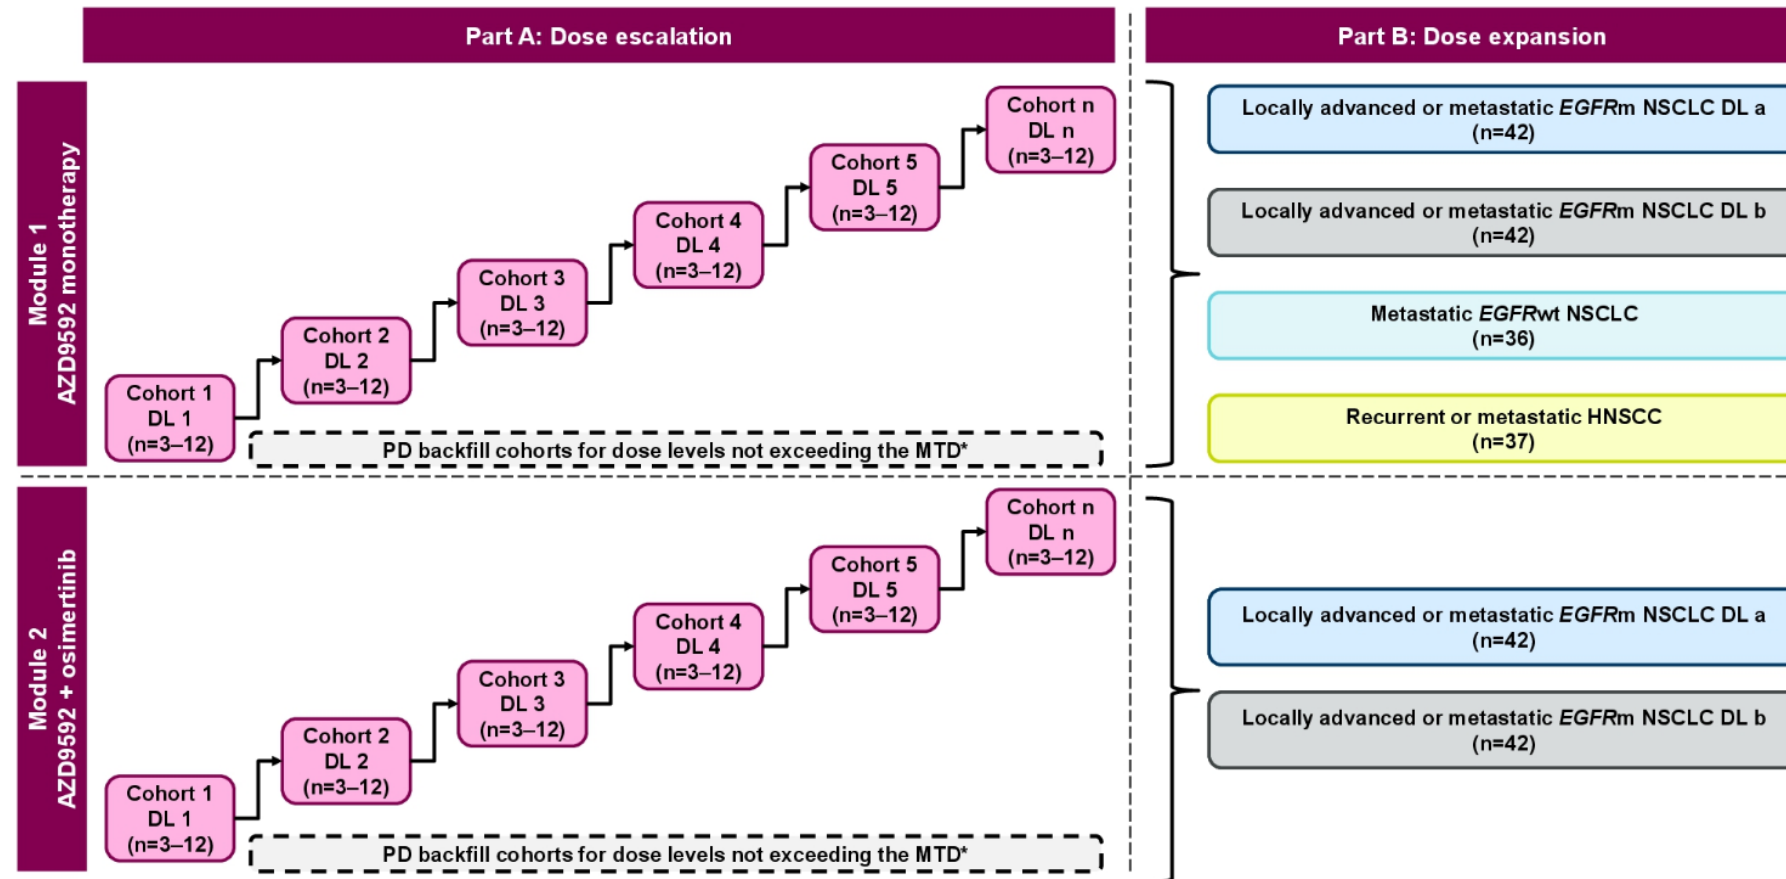 Part A: Dose escalation
Part B: Dose expansion
Module 1
AZD9592 monotherapy
Cohort 1
DL 1
(n=3–12)
Cohort 2
DL 2
(n=3–12)
Cohort 3
DL 3
(n=3–12)
Cohort 4
DL 4
(n=3–12)
Cohort 5
DL 5
(n=3–12)
Cohort n
DL n
(n=3–12)
PD backfill cohorts for dose levels not exceeding the MTD*
Locally advanced or metastatic EGFRm NSCLC DL a
(n=42)
Locally advanced or metastatic EGFRm NSCLC DL b
(n=42)
Metastatic EGFRwt NSCLC
(n=36)
Recurrent or metastatic HNSCC
(n=37)
Module 2
AZD9592 + osimertinib
Cohort 1
DL 1
(n=3–12)
Cohort 2
DL 2
(n=3–12)
Cohort 3
DL 3
(n=3–12)
Cohort 4
DL 4
(n=3–12)
Cohort 5
DL 5
(n=3–12)
Cohort n
DL n
(n=3–12)
PD backfill cohorts for dose levels not exceeding the MTD*
Locally advanced or metastatic EGFRm NSCLC DL a
(n=42)
Locally advanced or metastatic EGFRm NSCLC DL b
(n=42)